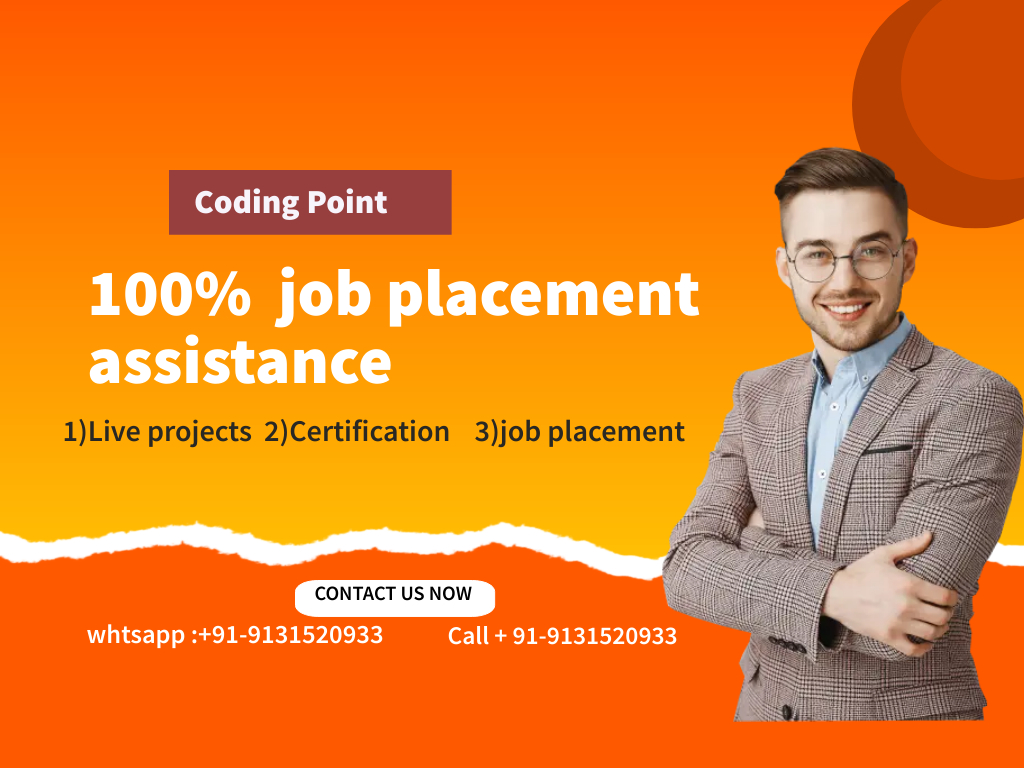 Coding Point
100% job placement
assistance
1)Live projects 2)Certification 3)job placement
CONTACT US NOW
whtsapp :+91-9131520933 Call + 91-9131520933